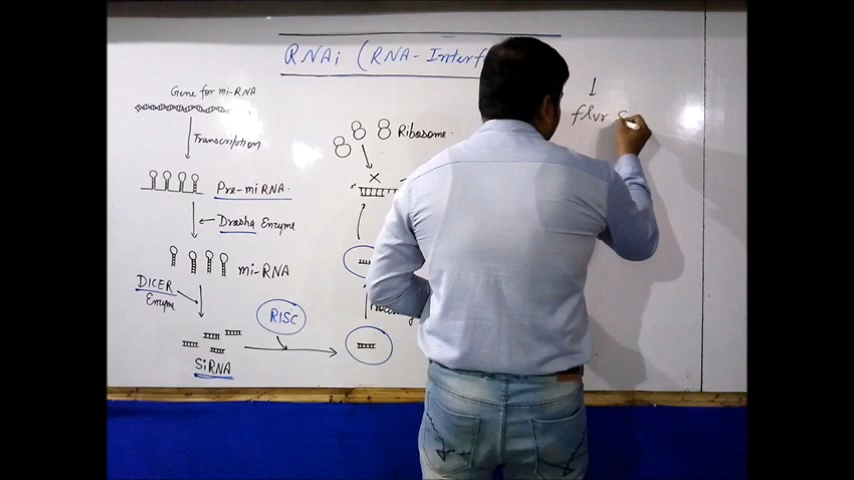 RNAi (RNA-Interf
Gene for mi-RNA
Transcription
Pre-miRNA.
Drosha Enzyme
mi-RNA
DICER
Enzyme
SiRNA
RISC
Ribosome.
X
1
flvr